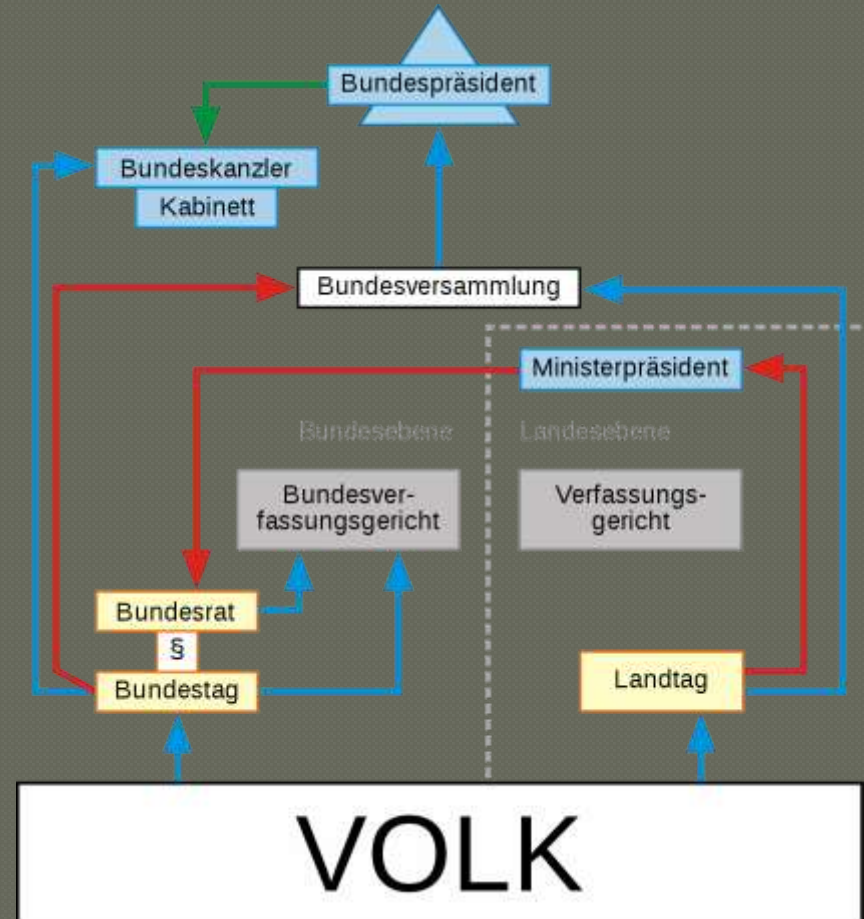 Bundespräsident
Bundeskanzler
Kabinett
Bundesversammlung
Ministerpräsident
Bundesebene
Landesebene
Bundesver-
fassungsgericht
Verfassungs-
gericht
Bundesrat
§
Bundestag
Landtag
VOLK